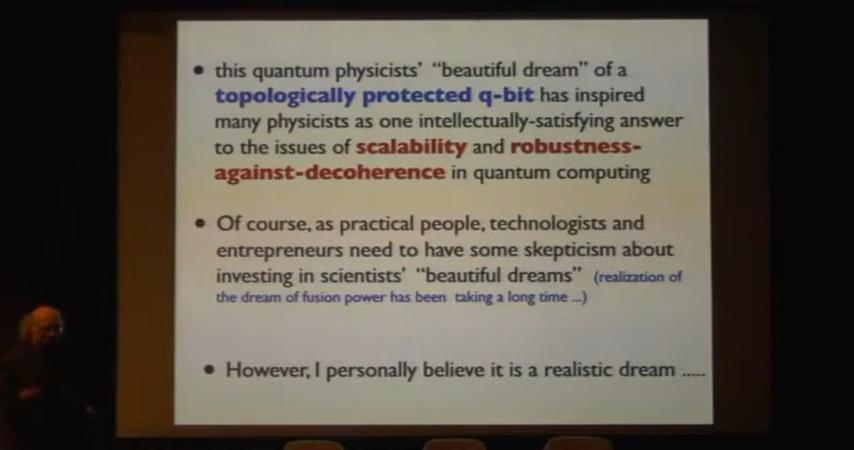 • this quantum physicists' "beautiful dream" of a
topologically protected q-bit has inspired
many physicists as one intellectually-satisfying answer
to the issues of scalability and robustness-
against-decoherence in quantum computing
• Of course, as practical people, technologists and
entrepreneurs need to have some skepticism about
investing in scientists' "beautiful dreams" (realization of
the dream of fusion power has been taking a long time ...)
• However, I personally believe it is a realistic dream .....